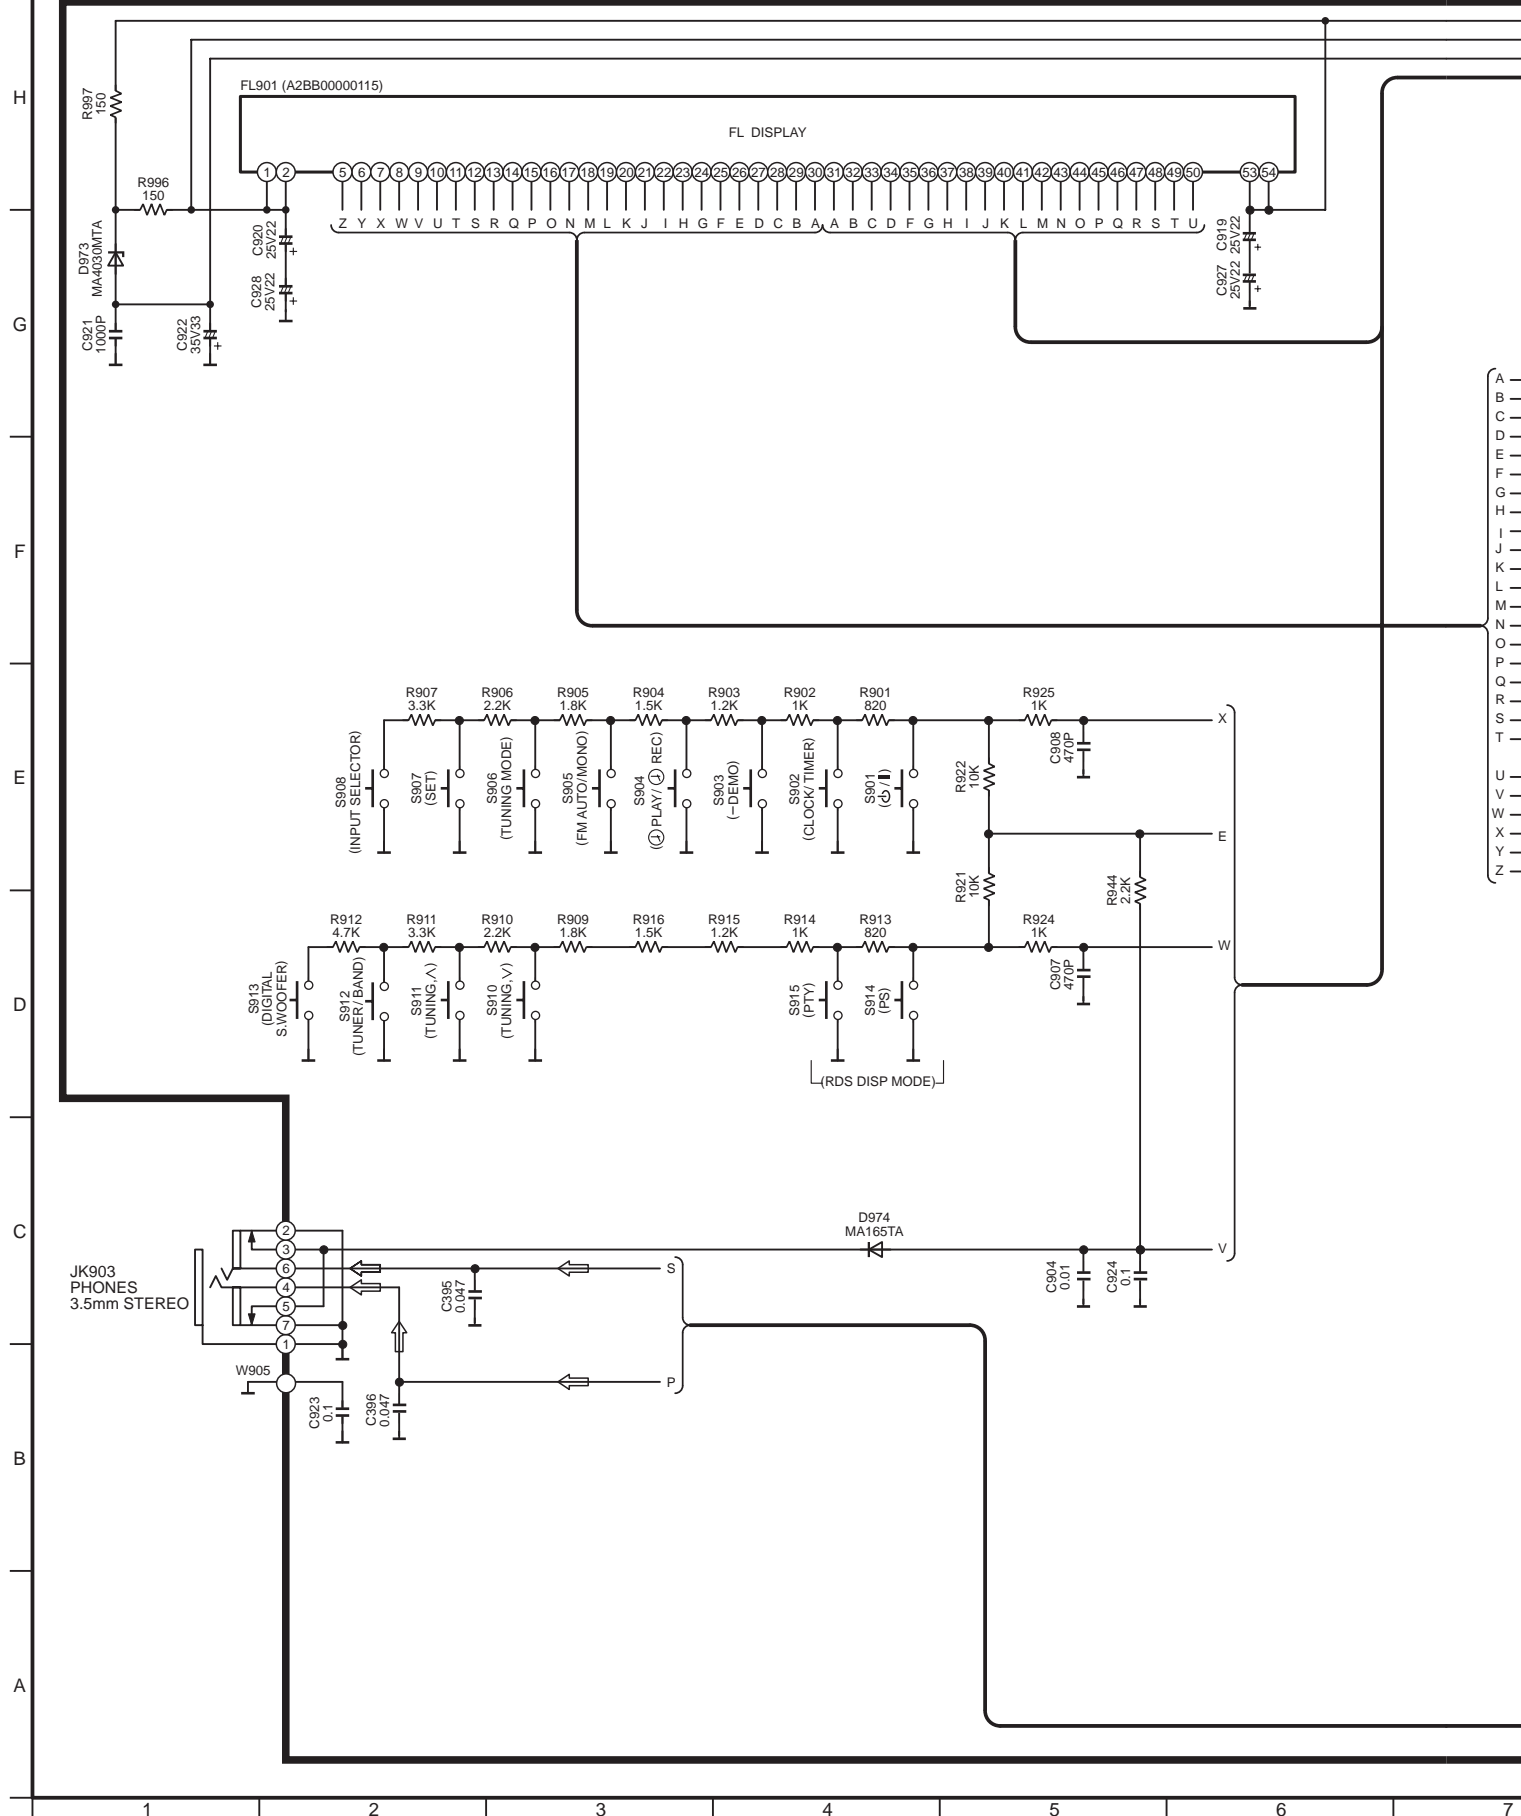 H
G
F
E
D
C
B
A
1 2 3 4 5 6 7
FL901 (A2BB00000115)
FL DISPLAY
1 2 5 6 7 8 9 10 11 12 13 14 15 16 17 18 19 20 21 22 23 24 25 26 27 28 29 30 31 32 33 34 35 36 37 38 39 40 41 42 43 44 45 46 47 48 49 50 53 54
Z Y X W V U T S R Q P O N M L K J I H G F E D C B A A B C D F G H I J K L M N O P Q R S T U
R997
150
R996
150
D973
MA4030MTA
C920
25V22
C928
25V22
C921
1000P
C922
35V33
+
+
+
C919
25V22
C927
25V22
+
+
A
B
C
D
E
F
G
H
I
J
K
L
M
N
O
P
Q
R
S
T
U
V
W
X
Y
Z
R907
3.3K
R906
2.2K
R905
1.8K
R904
1.5K
R903
1.2K
R902
1K
R901
820
R925
1K
X
S908
(INPUT SELECTOR)
S907
(SET)
S906
(TUNING MODE)
S905
(FM AUTO/MONO)
S904
(PLAY/ REC)
S903
(–DEMO)
S902
(CLOCK/TIMER)
S901
(⏻/I)
R922
10K
C908
470P
E
R921
10K
R944
2.2K
R912
4.7K
R911
3.3K
R910
2.2K
R909
1.8K
R916
1.5K
R915
1.2K
R914
1K
R913
820
R924
1K
W
S913
(DIGITAL
S.WOOFER)
S912
(TUNER/BAND)
S911
(TUNING,∧)
S910
(TUNING,∨)
S915
(PTY)
S914
(PS)
C907
470P
(RDS DISP MODE)
JK903
PHONES
3.5mm STEREO
2
3
6
4
5
7
1
D974
MA165TA
V
S
C395
0.047
C904
0.01
C924
0.1
W905
P
C923
0.1
C396
0.047